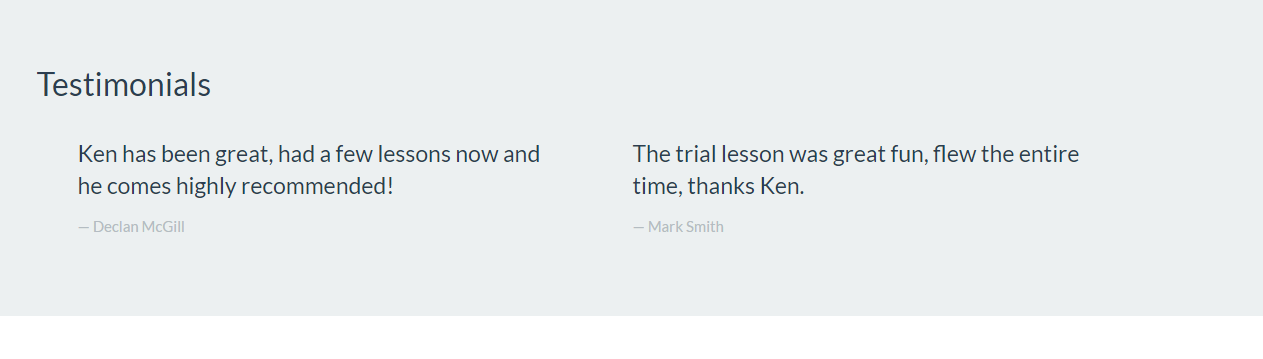 Testimonials
Ken has been great, had a few lessons now and
he comes highly recommended!
— Declan McGill
The trial lesson was great fun, flew the entire
time, thanks Ken.
— Mark Smith